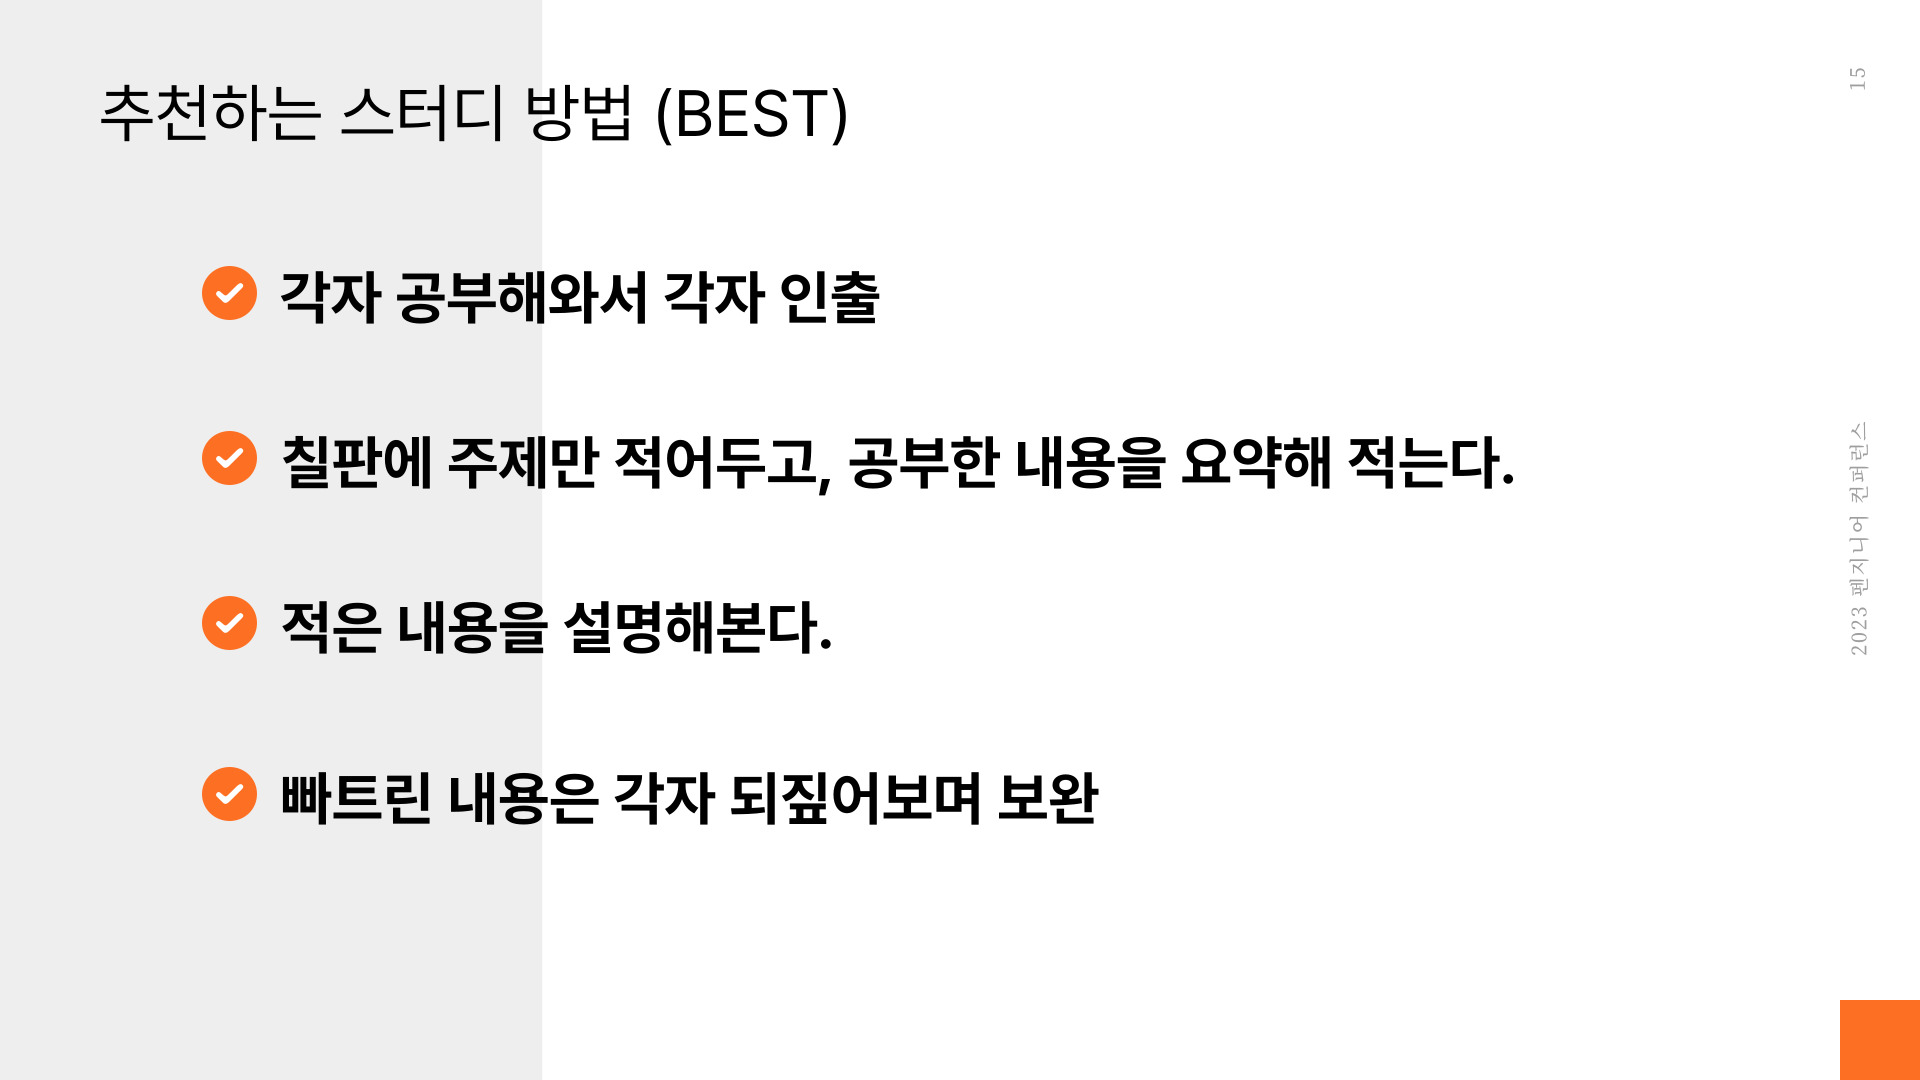 추천하는 스터디 방법 (BEST)
각자 공부해와서 각자 인출
칠판에 주제만 적어두고, 공부한 내용을 요약해 적는다.
적은 내용을 설명해본다.
빠트린 내용은 각자 되짚어보며 보완
15
2023 펜지니어 컨퍼런스